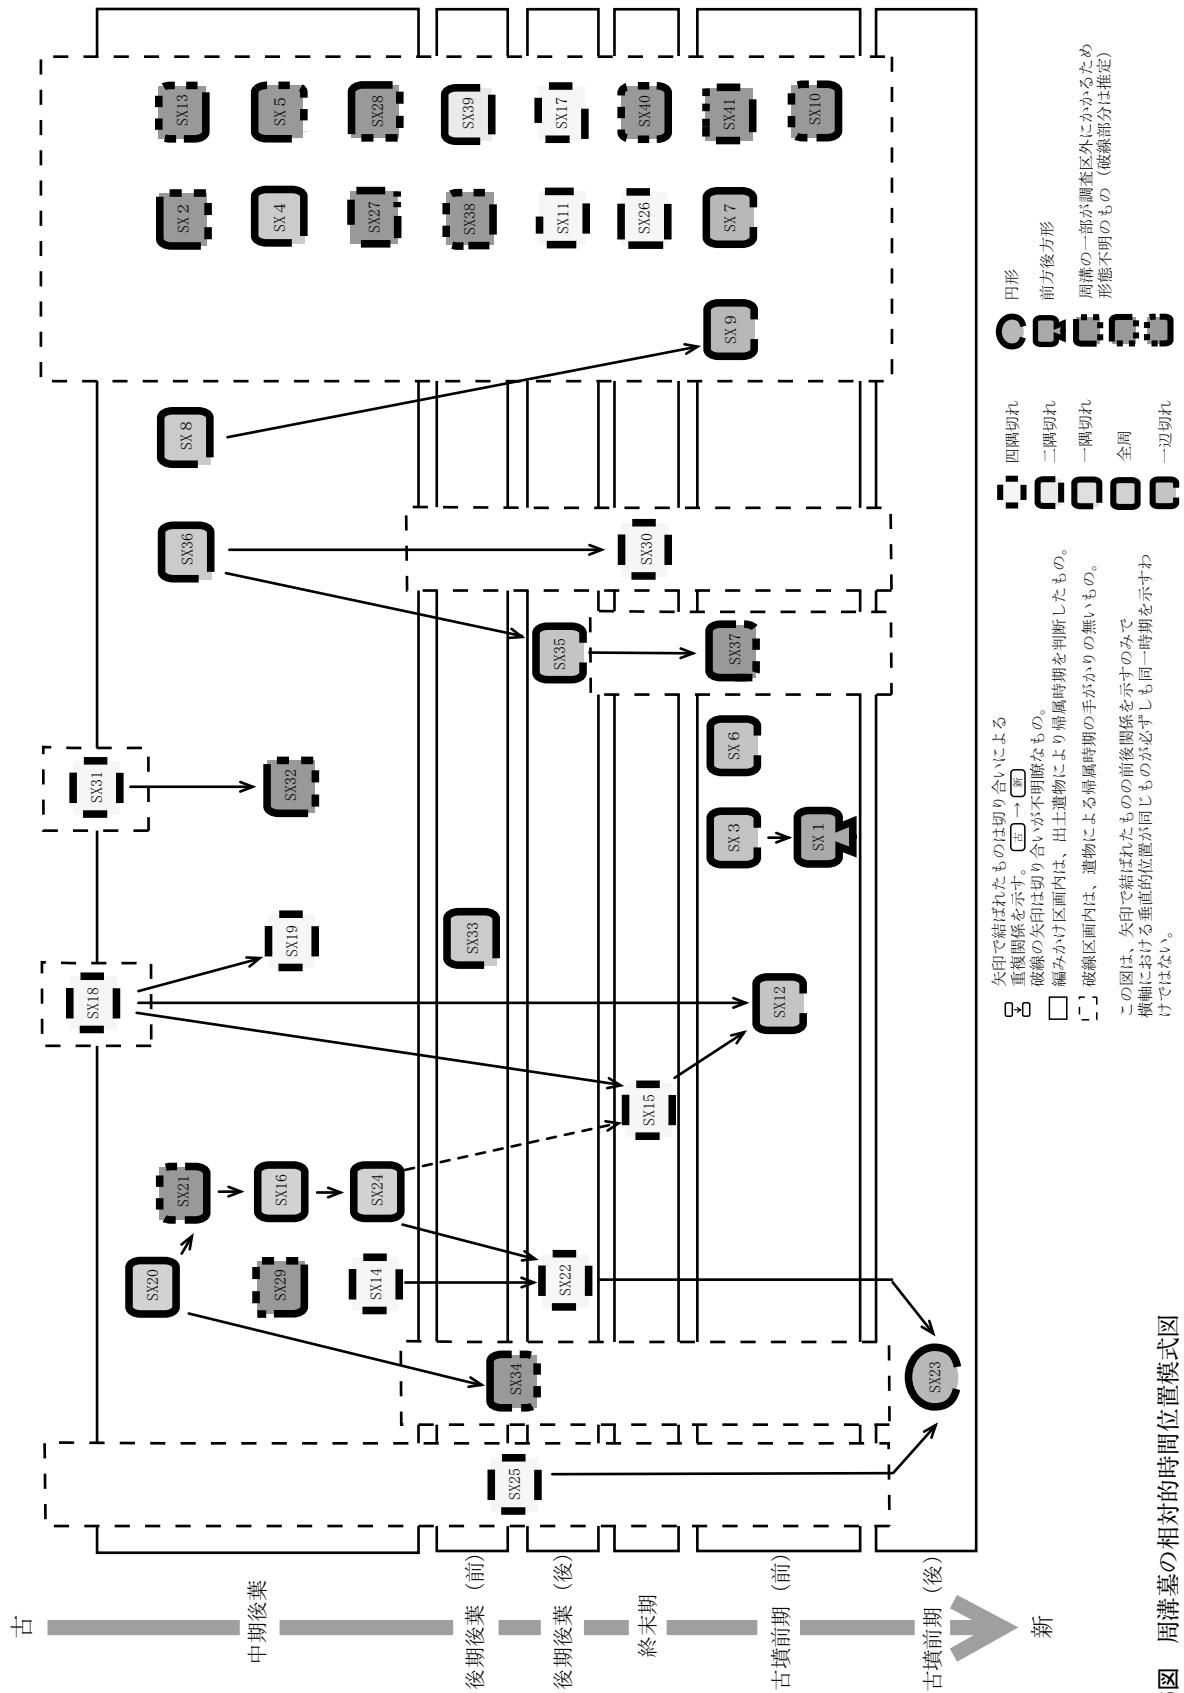 古
中期後葉
後期後葉（前）
後期後葉（後）
終末期
古墳前期（前）
古墳前期（後）
新
SX25
SX34
SX23
SX20
SX29
SX14
SX22
SX21
SX16
SX24
SX15
SX18
SX19
SX12
SX33
SX31
SX32
SX3
SX1
SX6
SX35
SX37
SX36
SX30
SX8
SX9
SX2
SX4
SX27
SX38
SX11
SX26
SX7
SX13
SX5
SX28
SX39
SX17
SX40
SX41
SX10
矢印で結ばれたものは切り合いによる
重複関係を示す。 古 → 新
破線の矢印は切り合いが不明瞭なもの。
編みかけ区画内は、出土遺物により帰属時期を判断したもの。
破線区画内は、遺物による帰属時期の手がかりの無いもの。
この図は、矢印で結ばれたものの前後関係を示すのみで
横軸における垂直的位置が同じものが必ずしも同一時期を示すわ
けではない。
四隅切れ
二隅切れ
一隅切れ
全周
一辺切れ
円形
前方後方形
周溝の一部が調査区外にかかるため
形態不明のもの（破線部分は推定）
図 周溝墓の相対的時間位置模式図